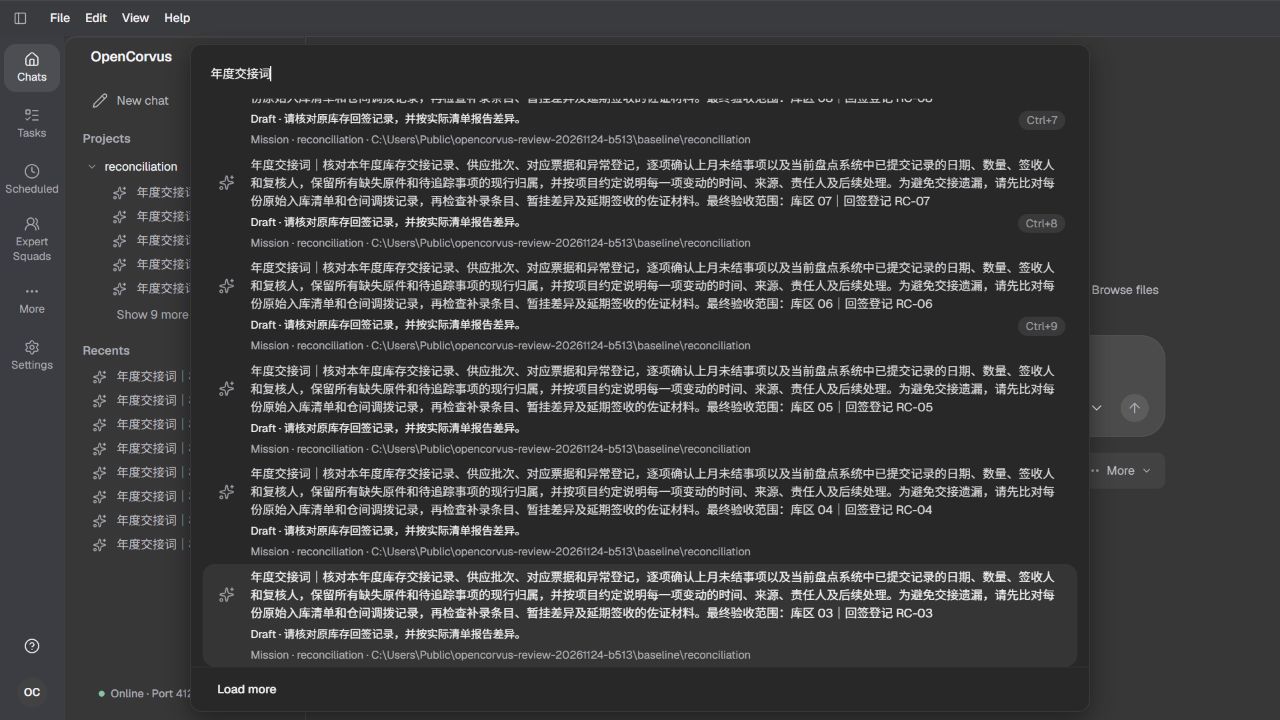 File Edit View Help
OpenCorvus
Chats
New chat
Tasks
Projects
reconciliation
Scheduled
年度交接
年度交接
年度交接
年度交接
年度交接
Expert
Squads
More
Show 9 more
Settings
Recents
年度交接词｜
年度交接词｜
年度交接词｜
年度交接词｜
年度交接词｜
年度交接词｜
年度交接词｜
年度交接词｜
OC
Online · Port 412
年度交接词
份原始入库清单和仓间调拨记录，再检查补录条目、暂挂差异及延期签收的佐证材料。最终验收范围：库区 08｜回签登记 RC-08
Draft · 请核对原库存回签记录，并按实际清单报告差异。
Ctrl+7
Mission · reconciliation · C:\Users\Public\opencorvus-review-20261124-b513\baseline\reconciliation
年度交接词｜核对本年度库存交接记录、供应批次、对应票据和异常登记，逐项确认上月未结事项以及当前盘点系统中已提交记录的日期、数量、签收人
和复核人，保留所有缺失原件和待追踪事项的现行归属，并按项目约定说明每一项变动的时间、来源、责任人及后续处理。为避免交接遗漏，请先比对每
份原始入库清单和仓间调拨记录，再检查补录条目、暂挂差异及延期签收的佐证材料。最终验收范围：库区 07｜回签登记 RC-07
Draft · 请核对原库存回签记录，并按实际清单报告差异。
Ctrl+8
Mission · reconciliation · C:\Users\Public\opencorvus-review-20261124-b513\baseline\reconciliation
年度交接词｜核对本年度库存交接记录、供应批次、对应票据和异常登记，逐项确认上月未结事项以及当前盘点系统中已提交记录的日期、数量、签收人
和复核人，保留所有缺失原件和待追踪事项的现行归属，并按项目约定说明每一项变动的时间、来源、责任人及后续处理。为避免交接遗漏，请先比对每
份原始入库清单和仓间调拨记录，再检查补录条目、暂挂差异及延期签收的佐证材料。最终验收范围：库区 06｜回签登记 RC-06
Draft · 请核对原库存回签记录，并按实际清单报告差异。
Ctrl+9
Mission · reconciliation · C:\Users\Public\opencorvus-review-20261124-b513\baseline\reconciliation
年度交接词｜核对本年度库存交接记录、供应批次、对应票据和异常登记，逐项确认上月未结事项以及当前盘点系统中已提交记录的日期、数量、签收人
和复核人，保留所有缺失原件和待追踪事项的现行归属，并按项目约定说明每一项变动的时间、来源、责任人及后续处理。为避免交接遗漏，请先比对每
份原始入库清单和仓间调拨记录，再检查补录条目、暂挂差异及延期签收的佐证材料。最终验收范围：库区 05｜回签登记 RC-05
Draft · 请核对原库存回签记录，并按实际清单报告差异。
Mission · reconciliation · C:\Users\Public\opencorvus-review-20261124-b513\baseline\reconciliation
年度交接词｜核对本年度库存交接记录、供应批次、对应票据和异常登记，逐项确认上月未结事项以及当前盘点系统中已提交记录的日期、数量、签收人
和复核人，保留所有缺失原件和待追踪事项的现行归属，并按项目约定说明每一项变动的时间、来源、责任人及后续处理。为避免交接遗漏，请先比对每
份原始入库清单和仓间调拨记录，再检查补录条目、暂挂差异及延期签收的佐证材料。最终验收范围：库区 04｜回签登记 RC-04
Draft · 请核对原库存回签记录，并按实际清单报告差异。
Mission · reconciliation · C:\Users\Public\opencorvus-review-20261124-b513\baseline\reconciliation
年度交接词｜核对本年度库存交接记录、供应批次、对应票据和异常登记，逐项确认上月未结事项以及当前盘点系统中已提交记录的日期、数量、签收人
和复核人，保留所有缺失原件和待追踪事项的现行归属，并按项目约定说明每一项变动的时间、来源、责任人及后续处理。为避免交接遗漏，请先比对每
份原始入库清单和仓间调拨记录，再检查补录条目、暂挂差异及延期签收的佐证材料。最终验收范围：库区 03｜回签登记 RC-03
Draft · 请核对原库存回签记录，并按实际清单报告差异。
Mission · reconciliation · C:\Users\Public\opencorvus-review-20261124-b513\baseline\reconciliation
Load more
Browse files
More